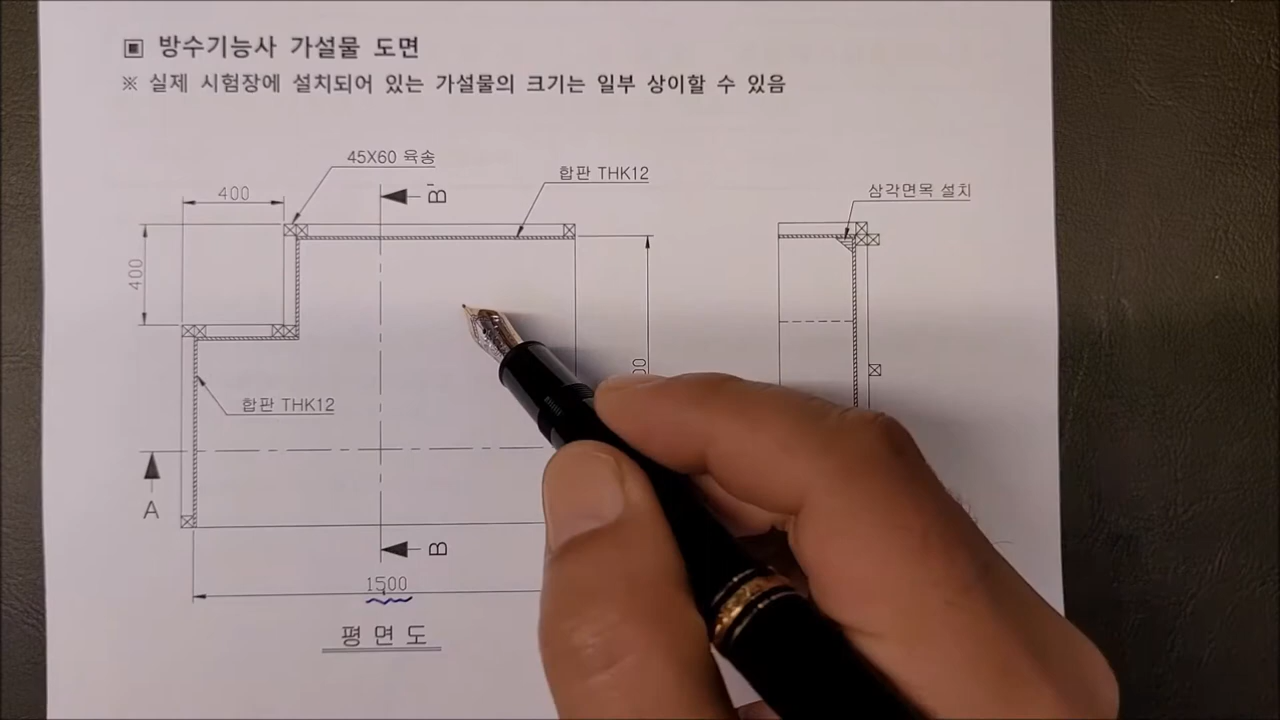 ▣ 방수기능사 가설물 도면
※ 실제 시험장에 설치되어 있는 가설물의 크기는 일부 상이할 수 있음
45X60 육송
합판 THK12
삼각면목 설치
400
B'
400
합판 THK12
A
B
1500
평면도